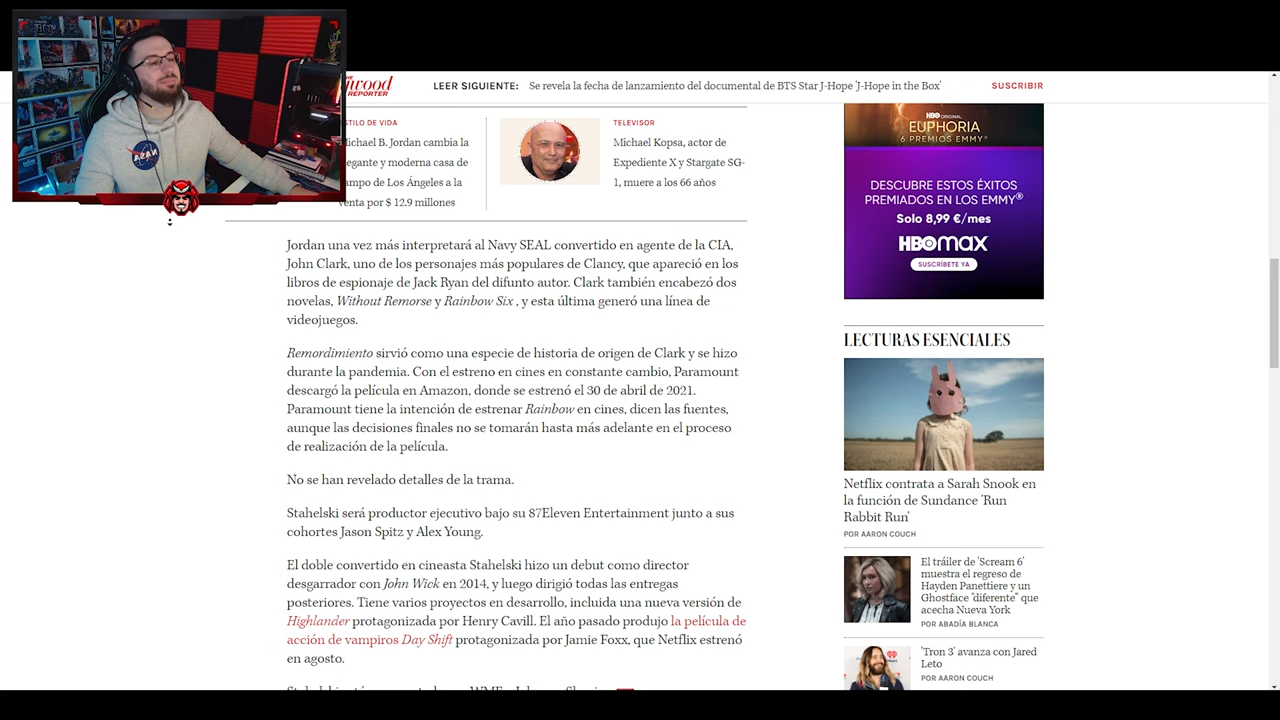 NASA
wood
REPORTER
LEER SIGUIENTE: Se revela la fecha de lanzamiento del documental de BTS Star J-Hope 'J-Hope in the Box'
SUSCRIBIR
ESTILO DE VIDA
Michael B. Jordan cambia la
elegante y moderna casa de
campo de Los Ángeles a la
venta por $ 12.9 millones
TELEVISOR
Michael Kopsa, actor de
Expediente X y Stargate SG-
1, muere a los 66 años
Jordan una vez más interpretará al Navy SEAL convertido en agente de la CIA,
John Clark, uno de los personajes más populares de Clancy, que apareció en los
libros de espionaje de Jack Ryan del difunto autor. Clark también encabezó dos
novelas, Without Remorse y Rainbow Six , y esta última generó una línea de
videojuegos.
Remordimiento sirvió como una especie de historia de origen de Clark y se hizo
durante la pandemia. Con el estreno en cines en constante cambio, Paramount
descargó la película en Amazon, donde se estrenó el 30 de abril de 2021.
Paramount tiene la intención de estrenar Rainbow en cines, dicen las fuentes,
aunque las decisiones finales no se tomarán hasta más adelante en el proceso
de realización de la película.
No se han revelado detalles de la trama.
Stahelski será productor ejecutivo bajo su 87Eleven Entertainment junto a sus
cohortes Jason Spitz y Alex Young.
El doble convertido en cineasta Stahelski hizo un debut como director
desgarrador con John Wick en 2014, y luego dirigió todas las entregas
posteriores. Tiene varios proyectos en desarrollo, incluida una nueva versión de
Highlander protagonizada por Henry Cavill. El año pasado produjo la película de
acción de vampiros Day Shift protagonizada por Jamie Foxx, que Netflix estrenó
en agosto.
HBO ORIGINAL
EUPHORIA
6 PREMIOS EMMY®
DESCUBRE ESTOS ÉXITOS
PREMIADOS EN LOS EMMY®
Solo 8,99 €/mes
HBOmax
SUSCRÍBETE YA
LECTURAS ESENCIALES
Netflix contrata a Sarah Snook en
la función de Sundance 'Run
Rabbit Run'
POR AARON COUCH
El tráiler de 'Scream 6'
muestra el regreso de
Hayden Panettiere y un
Ghostface "diferente" que
acecha Nueva York
POR ABADÍA BLANCA
'Tron 3' avanza con Jared
Leto
POR AARON COUCH